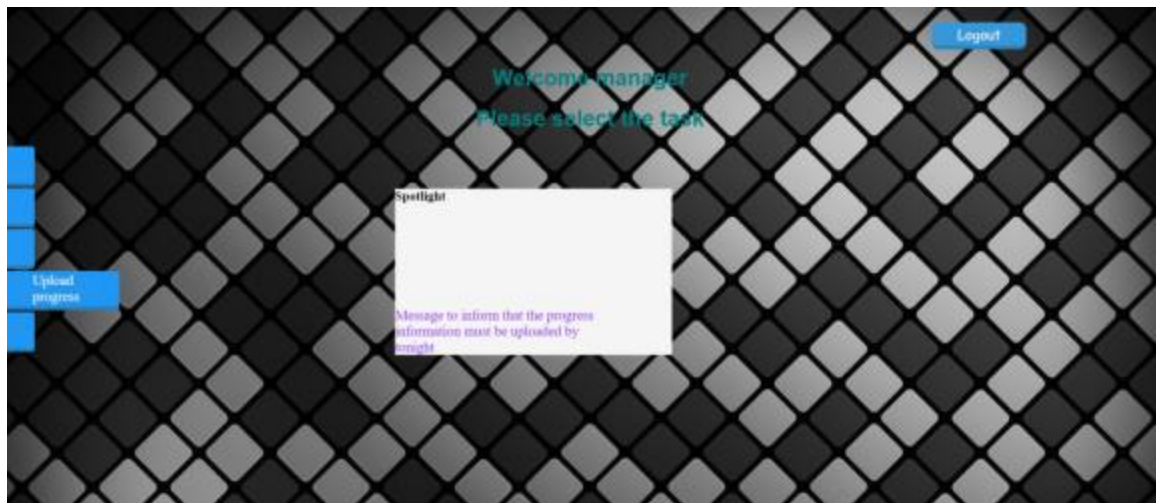 Logout
Welcome manager
Please select the task
Spotlight
Upload
progress
Message to inform that the progress
information must be uploaded by
tonight